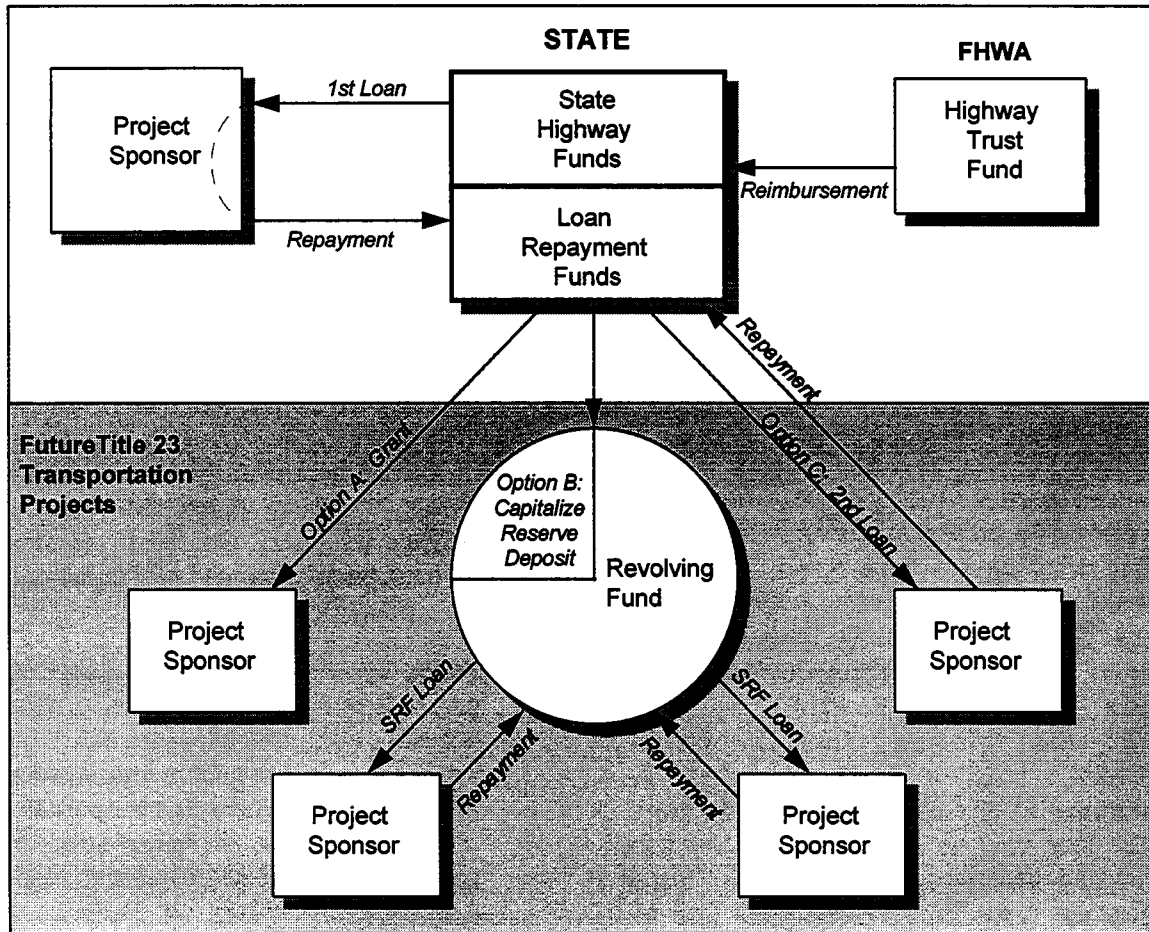 STATE
FHWA
1st Loan
Project
Sponsor
State
Highway
Funds
Highway
Trust
Fund
Reimbursement
Repayment
Loan
Repayment
Funds
Repayment
FutureTitle 23
Transportation
Projects
Option A: Grant
Option B:
Capitalize
Reserve
Deposit
Option C: 2nd Loan
Revolving
Fund
Project
Sponsor
Project
Sponsor
SRF Loan
Repayment
SRF Loan
Repayment
Project
Sponsor
Project
Sponsor